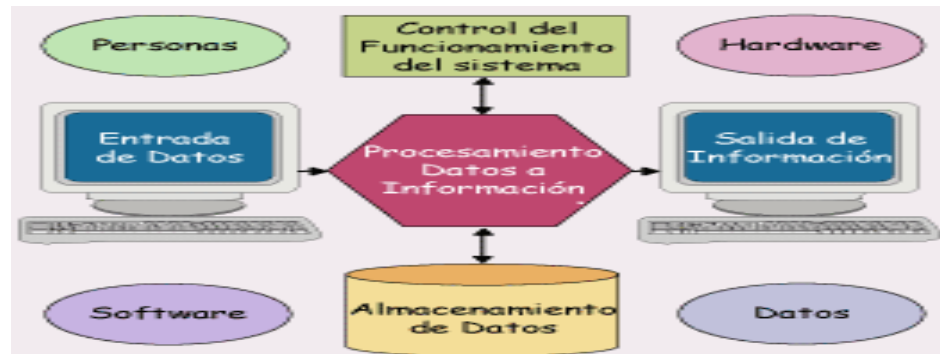 Personas
Control del
Funcionamiento
del sistema
Hardware
Entrada
de Datos
Procesamiento
Datos a
Información
Salida de
Información
Software
Almacenamiento
de Datos
Datos